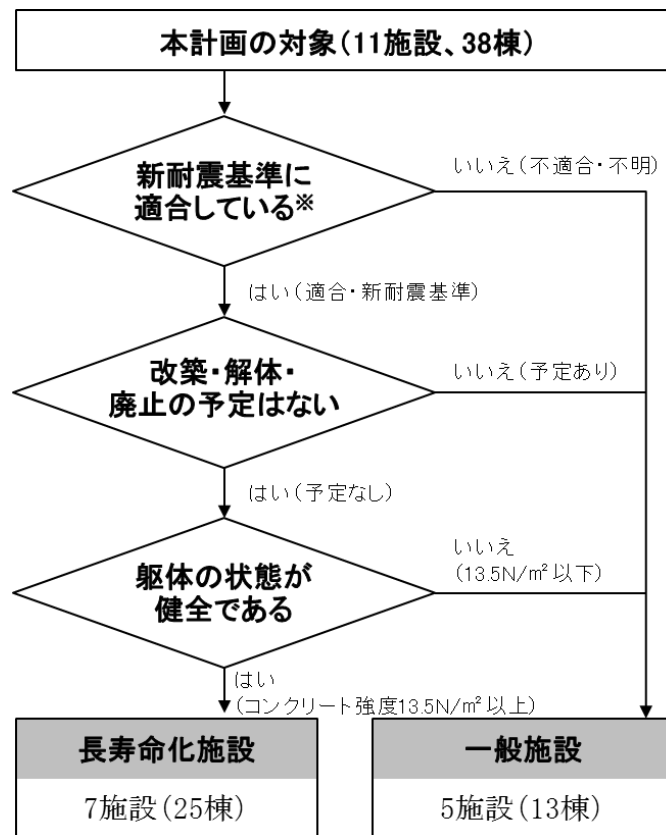 本計画の対象(11施設、38棟)
新耐震基準に
適合している※
いいえ(不適合・不明)
はい(適合・新耐震基準)
改築・解体・
廃止の予定はない
いいえ(予定あり)
はい(予定なし)
躯体の状態が
健全である
いいえ
(13.5N/m²以下)
はい
(コンクリート強度13.5N/m²以上)
長寿命化施設
7施設(25棟)
一般施設
5施設(13棟)